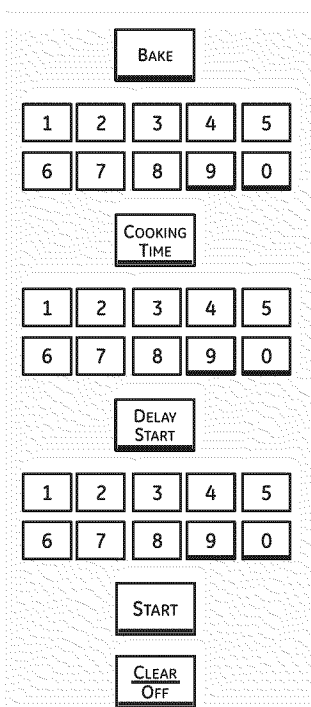 BAKE
1 2 3 4 5
6 7 8 9 0
COOKING
TIME
1 2 3 4 5
6 7 8 9 0
DELAY
START
1 2 3 4 5
6 7 8 9 0
START
CLEAR
OFF